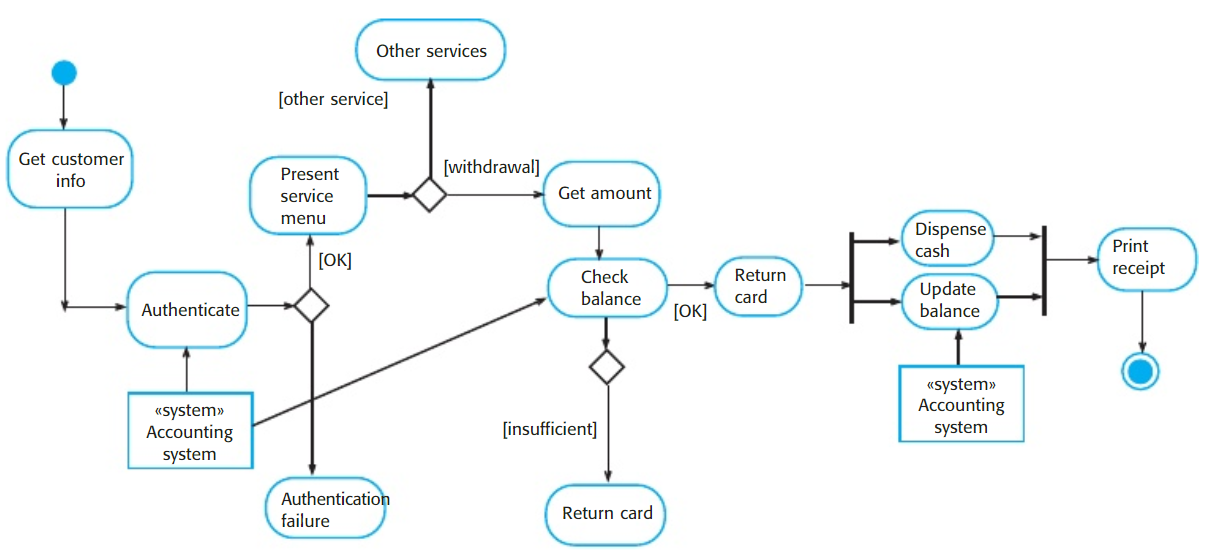 Other services
[other service]
Get customer
info
[withdrawal]
Present
service
menu
Get amount
[OK]
Authenticate
Check
balance
[OK]
Return
card
Dispense
cash
Update
balance
Print
receipt
«system»
Accounting
system
«system»
Accounting
system
[insufficient]
Authentication
failure
Return card